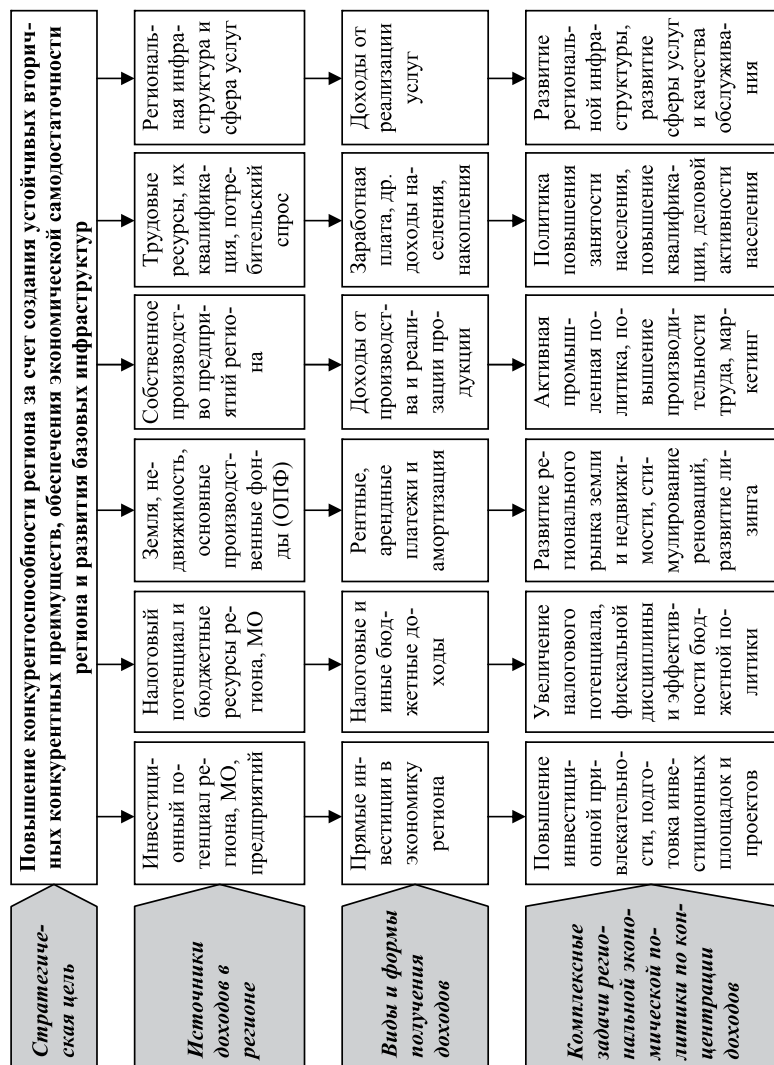 Стратегиче-
ская цель
Повышение конкурентоспособности региона за счет создания устойчивых вторич-
ных конкурентных преимуществ, обеспечения экономической самодостаточности
региона и развития базовых инфраструктур
Источники
доходов в
регионе
Инвестици-
онный по-
тенциал ре-
гиона, МО,
предприятий
Налоговый
потенциал и
бюджетные
ресурсы ре-
гиона, МО
Земля, не-
движимость,
основные
производст-
венные фон-
ды (ОПФ)
Собственное
производст-
во предпри-
ятий регио-
на
Трудовые
ресурсы, их
квалифика-
ция, потре-
бительский
спрос
Региональ-
ная инфра-
структура и
сфера услуг
Виды и формы
получения
доходов
Прямые ин-
вестиции в
экономику
региона
Налоговые и
иные бюд-
жетные до-
ходы
Рентные,
арендные
платежи и
амортизация
Доходы от
производст-
ва и реали-
зации про-
дукции
Заработная
плата, др.
доходы на-
селения,
накопления
Доходы от
реализации
услуг
Комплексные
задачи регио-
нальной эконо-
мической по-
литики по кон-
центрации
доходов
Повышение
инвестици-
онной при-
влекательно-
сти, подго-
товка инве-
стиционных
площадок и
проектов
Увеличение
налогового
потенциала,
фискальной
дисциплины
и эффектив-
ности бюд-
жетной по-
литики
Развитие ре-
гионального
рынка земли
и недвижи-
мости, сти-
мулирование
реноваций,
развитие ли-
зинга
Активная
промыш-
ленная по-
литика, по-
вышение
производи-
тельности
труда, мар-
кетинг
Политика
повышения
занятости
населения,
повышение
квалифика-
ции, деловой
активности
населения
Развитие
региональ-
ной инфра-
структуры,
развитие
сферы услуг
и качества
обслужива-
ния